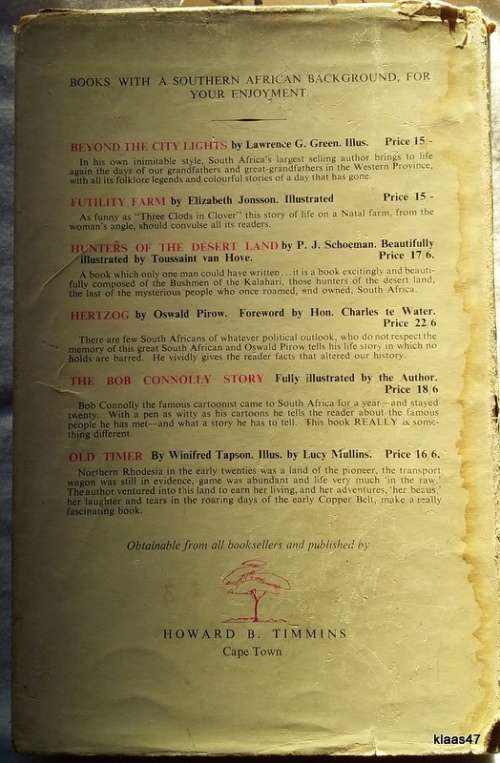 BOOKS WITH A SOUTHERN AFRICAN BACKGROUND, FOR
YOUR ENJOYMENT
BEYOND THE CITY LIGHTS by Lawrence G. Green. Illus. Price 15 -
In his own inimitable style, South Africa's largest selling author brings to life
again the days of our grandfathers and great-grandfathers in the Western Province,
with all its folklore legends and colourful stories of a day that has gone.
FUTILITY FARM by Elizabeth Jonsson. Illustrated Price 15 -
As funny as "Three Clods in Clover" this story of life on a Natal farm, from the
woman's angle, should convulse all its readers.
HUNTERS OF THE DESERT LAND by P. J. Schoeman. Beautifully
illustrated by Toussaint van Hove. Price 17 6.
A book which only one man could have written...it is a book excitingly and beauti-
fully composed of the Bushmen of the Kalahari, those hunters of the desert land,
the last of the mysterious people who once roamed, and owned, South Africa.
HERTZOG by Oswald Pirow. Foreword by Hon. Charles te Water.
Price 22/6
There are few South Africans of whatever political outlook, who do not respect the
memory of this great South African and Oswald Pirow tells his life story in which no
holds are barred. He vividly gives the reader facts that altered our history.
THE BOB CONNOLLY STORY Fully illustrated by the Author.
Price 18/6
Bob Connolly the famous cartoonist came to South Africa for a year—and stayed
twenty. With a pen as witty as his cartoons he tells the reader about the famous
people he has met—and what a story he has to tell. This book REALLY is some-
thing different.
OLD TIMER By Winifred Tapson. Illus. by Lucy Mullins. Price 16/6.
Northern Rhodesia in the early twenties was a land of the pioneer, the transport
wagon was still in evidence, game was abundant and life very much 'in the raw.'
The author ventured into this land to earn her living, and her adventures, 'her beaus,'
her laughter and tears in the roaring days of the early Copper Belt, make a really
fascinating book.
Obtainable from all booksellers and published by
HOWARD B. TIMMINS
Cape Town
klaas47